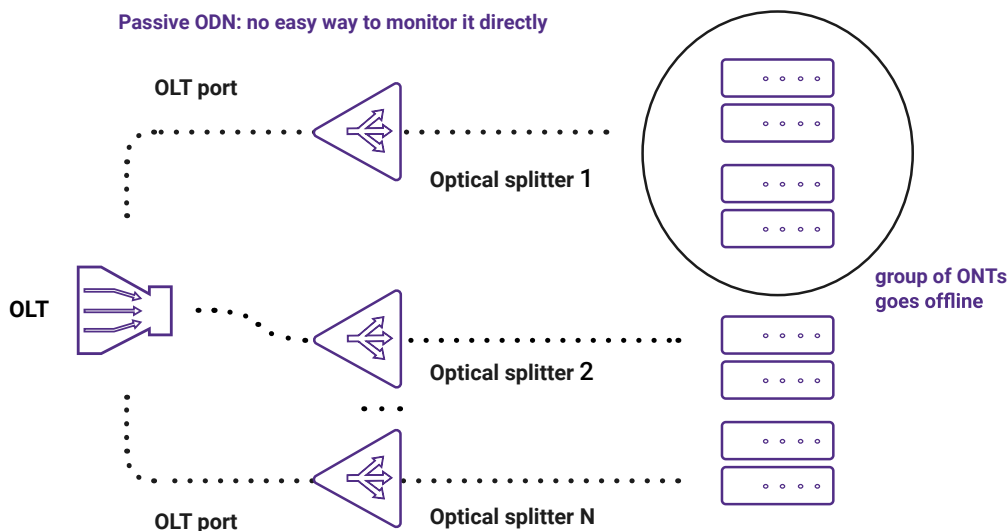 Passive ODN: no easy way to monitor it directly
OLT port
Optical splitter 1
group of ONTs
goes offline
OLT
Optical splitter 2
Optical splitter N
OLT port